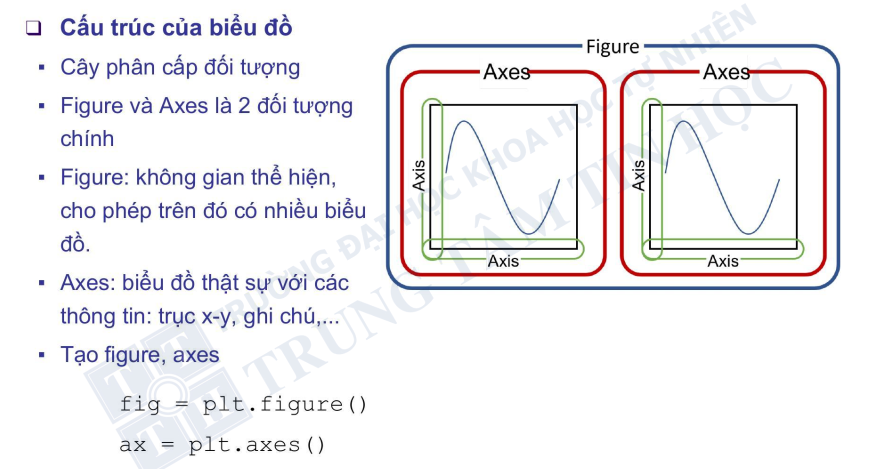 ❑ Cấu trúc của biểu đồ
▪ Cây phân cấp đối tượng
▪ Figure và Axes là 2 đối tượng
chính
▪ Figure: không gian thể hiện,
cho phép trên đó có nhiều biểu
đồ.
▪ Axes: biểu đồ thật sự với các
thông tin: trục x-y, ghi chú,...
▪ Tạo figure, axes
fig = plt.figure()
ax = plt.axes()
Figure
Axes
Axis
Axis
Axes
Axis
Axis
TRƯỜNG ĐẠI HỌC KHOA HỌC TỰ NHIÊN
TRUNG TÂM TIN HỌC